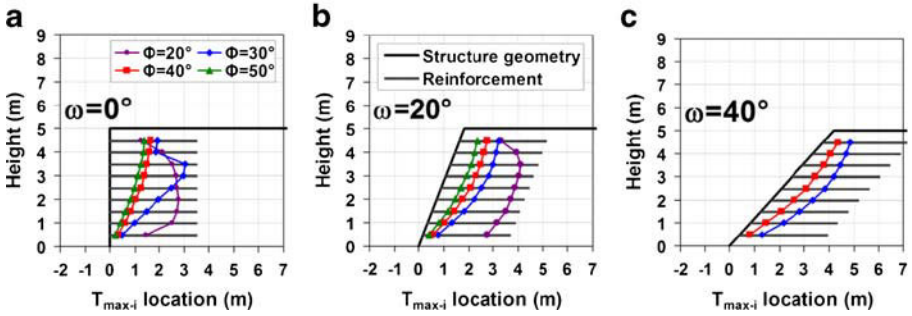 a
9
8
7
6
5
4
3
2
1
0
Height (m)
Φ=20° Φ=30°
Φ=40° Φ=50°
ω=0°
-2 -1 0 1 2 3 4 5 6 7
Tmax-i location (m)
b
9
8
7
6
5
4
3
2
1
0
Height (m)
Structure geometry
Reinforcement
ω=20°
-2 -1 0 1 2 3 4 5 6 7
Tmax-i location (m)
c
9
8
7
6
5
4
3
2
1
0
Height (m)
ω=40°
-2 -1 0 1 2 3 4 5 6 7
Tmax-i location (m)